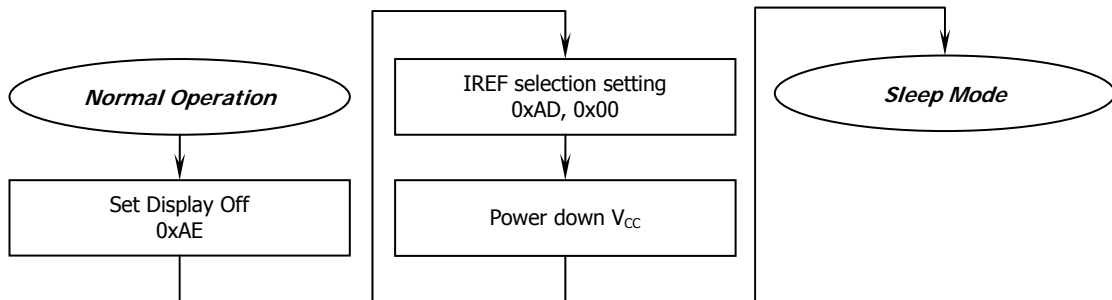 Normal Operation
Set Display Off
0xAE
IREF selection setting
0xAD, 0x00
Power down VCC
Sleep Mode